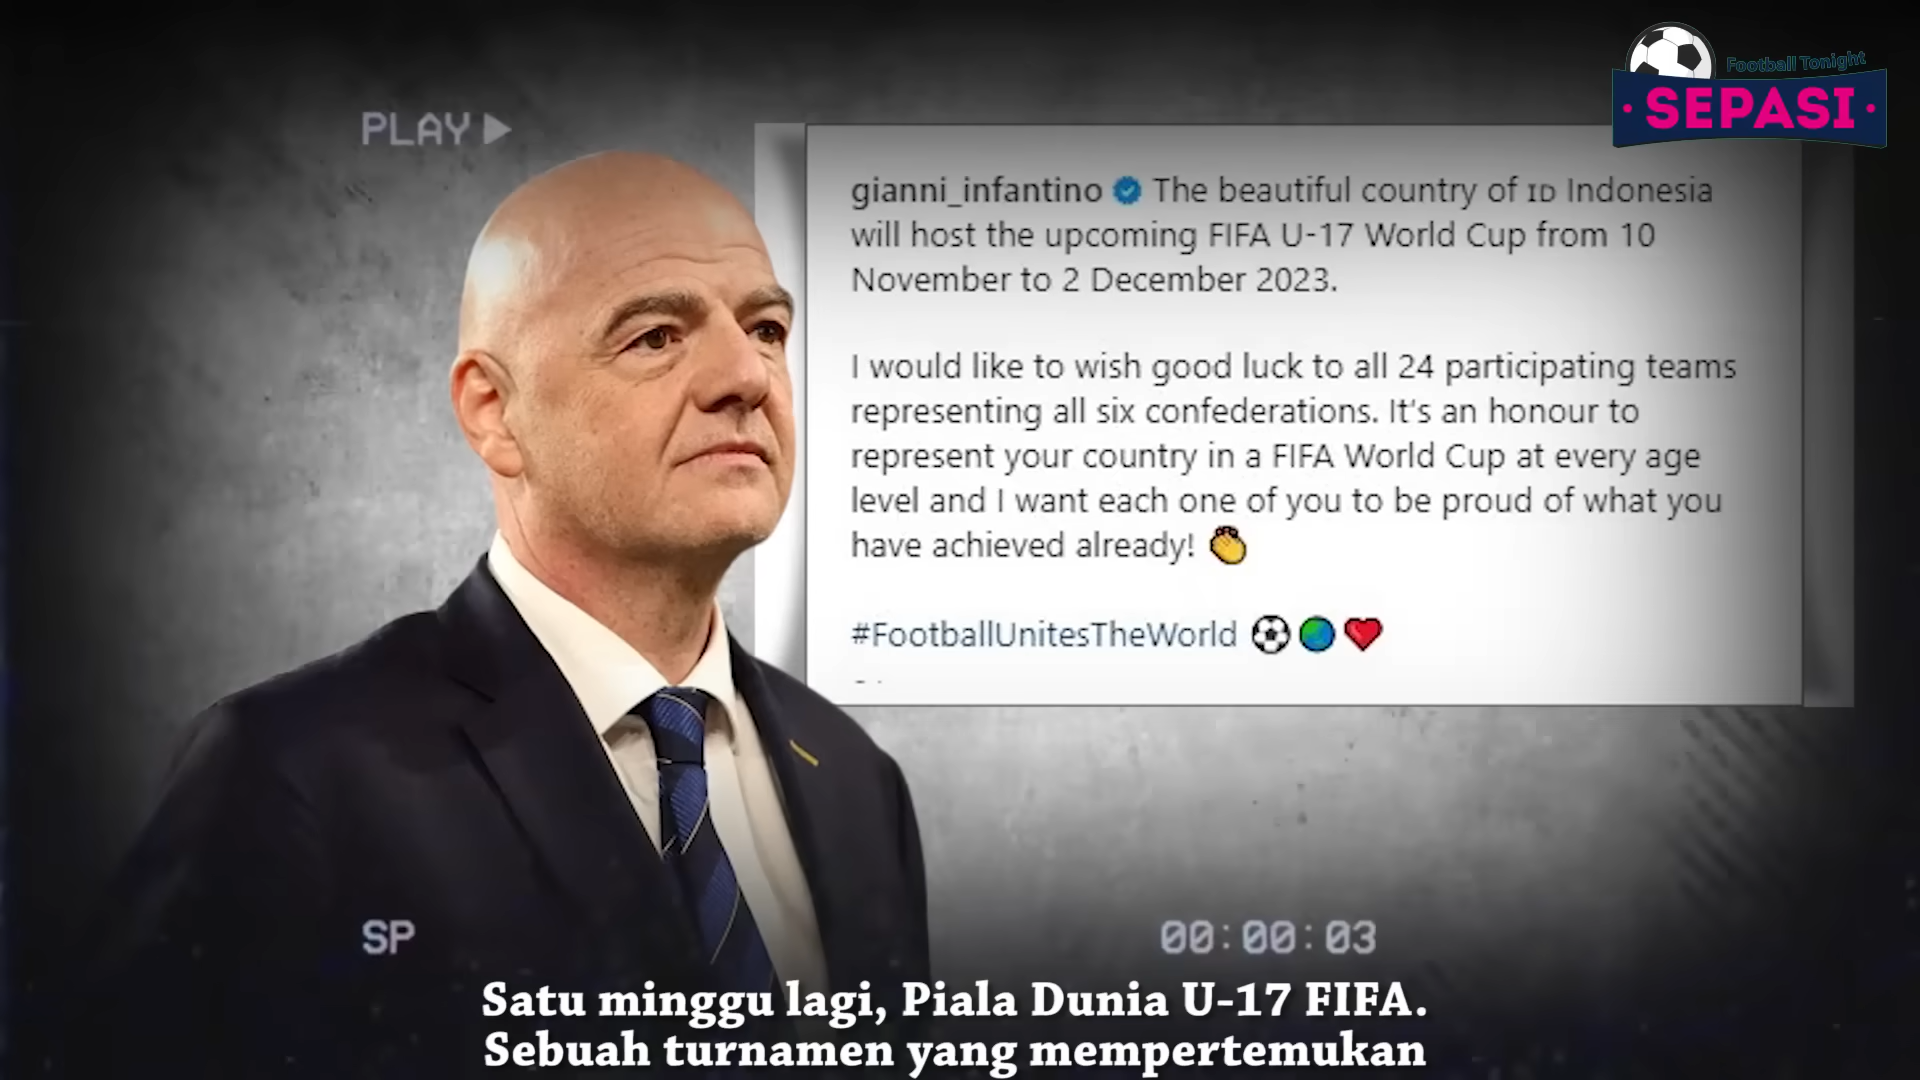 Football Tonight
SEPASI
PLAY
gianni_infantino The beautiful country of ID Indonesia
will host the upcoming FIFA U-17 World Cup from 10
November to 2 December 2023.
I would like to wish good luck to all 24 participating teams
representing all six confederations. It's an honour to
represent your country in a FIFA World Cup at every age
level and I want each one of you to be proud of what you
have achieved already! 👏
#FootballUnitesTheWorld ⚽🌏❤️
SP
00:00:03
Satu minggu lagi, Piala Dunia U-17 FIFA.
Sebuah turnamen yang mempertemukan